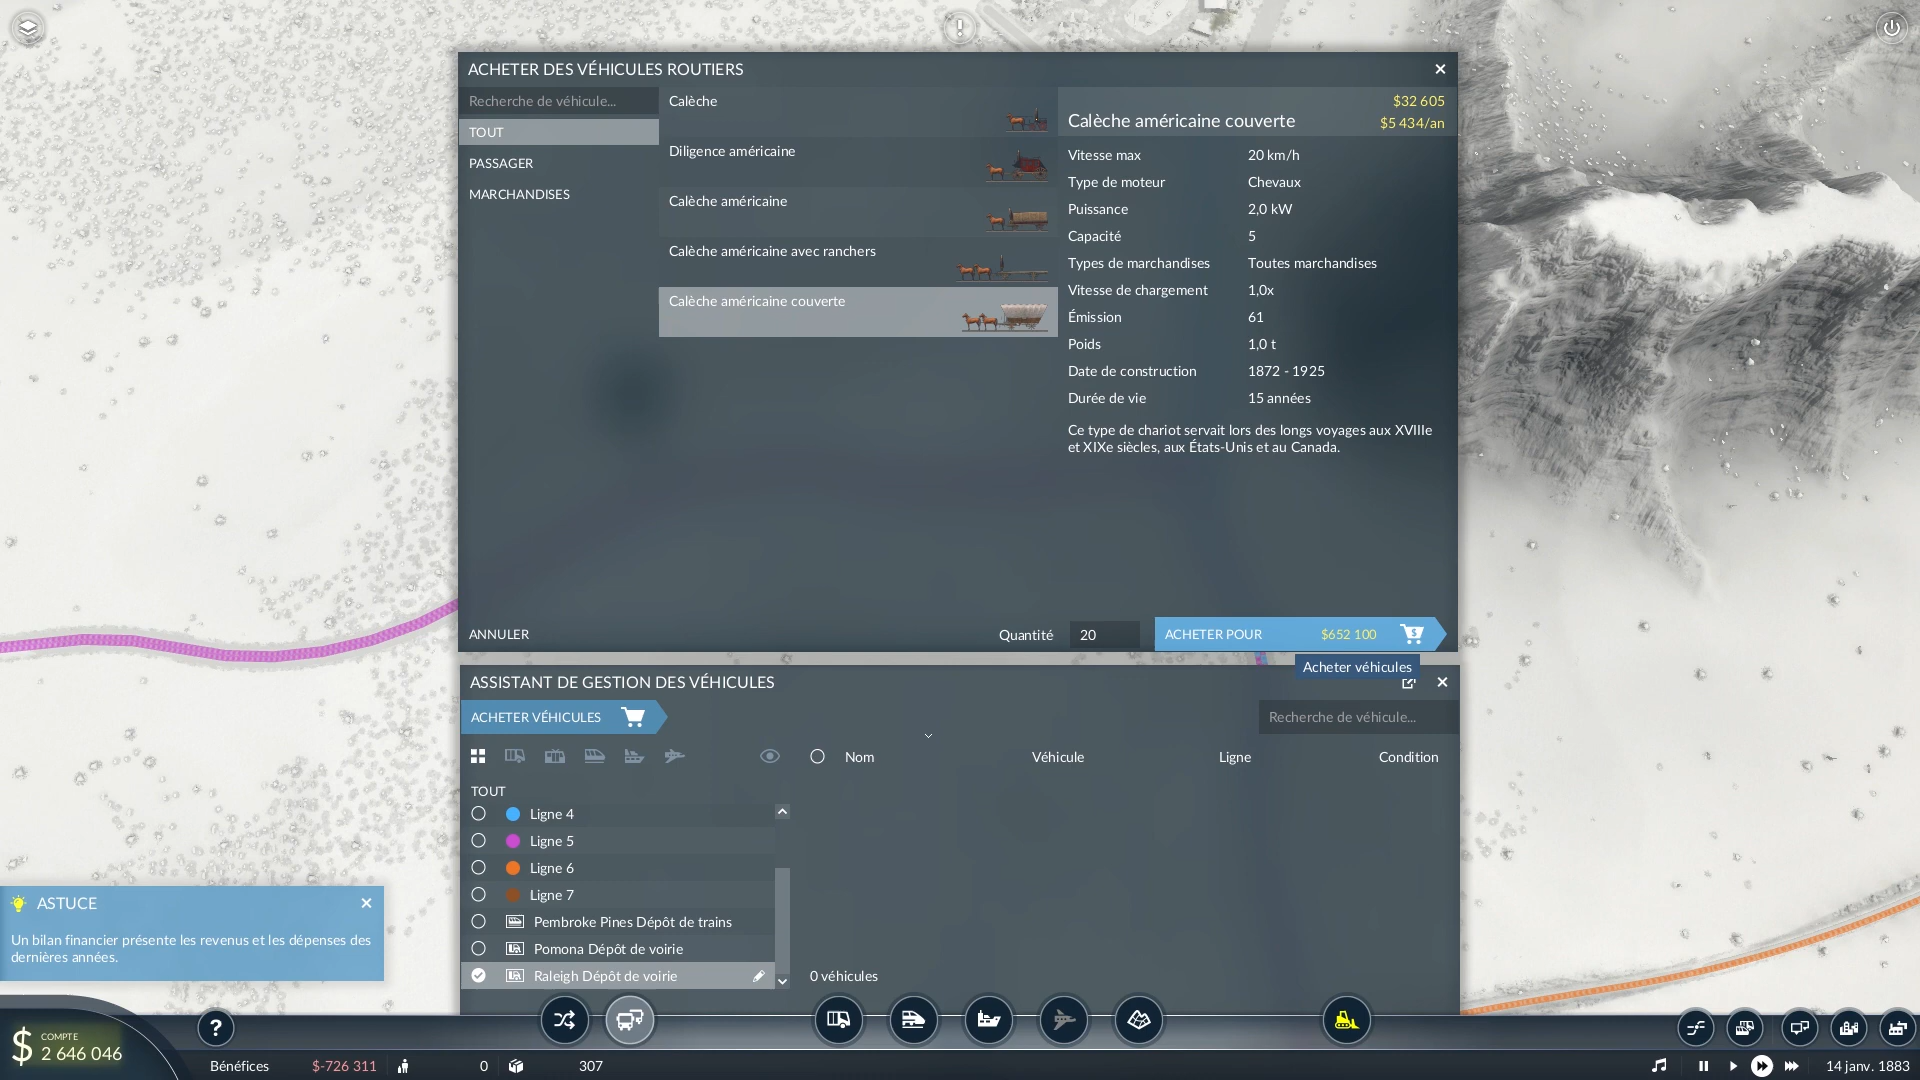 ACHETER DES VÉHICULES ROUTIERS
Recherche de véhicule...
TOUT
PASSAGER
MARCHANDISES
Calèche
Diligence américaine
Calèche américaine
Calèche américaine avec ranchers
Calèche américaine couverte
$32 605
Calèche américaine couverte
$5 434/an
Vitesse max 20 km/h
Type de moteur Chevaux
Puissance 2,0 kW
Capacité 5
Types de marchandises Toutes marchandises
Vitesse de chargement 1,0x
Émission 61
Poids 1,0 t
Date de construction 1872 - 1925
Durée de vie 15 années
Ce type de chariot servait lors des longs voyages aux XVIIIe
et XIXe siècles, aux États-Unis et au Canada.
ANNULER
Quantité 20
ACHETER POUR $652 100
Acheter véhicules
ASSISTANT DE GESTION DES VÉHICULES
ACHETER VÉHICULES
Recherche de véhicule...
Nom Véhicule Ligne Condition
TOUT
Ligne 4
Ligne 5
Ligne 6
Ligne 7
Pembroke Pines Dépôt de trains
Pomona Dépôt de voirie
Raleigh Dépôt de voirie
0 véhicules
ASTUCE
Un bilan financier présente les revenus et les dépenses des
dernières années.
$ COMPTE
2 646 046
?
Bénéfices $-726 311 0 307
14 janv. 1883